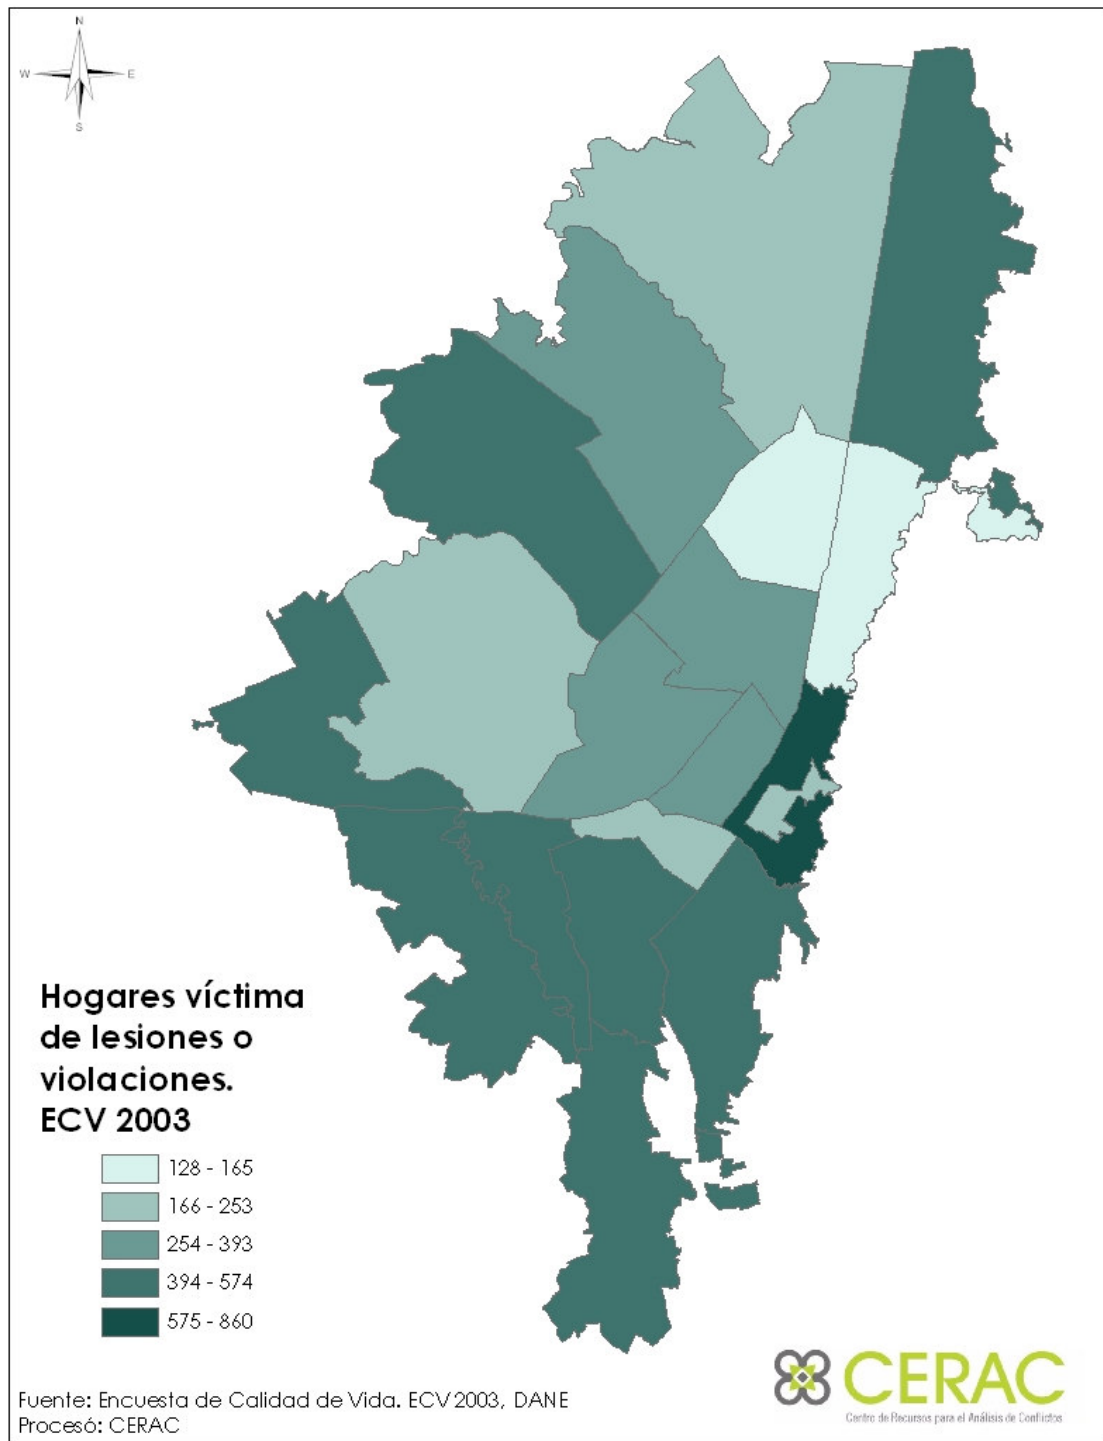 N
W E
S
Hogares víctima
de lesiones o
violaciones.
ECV 2003
128 - 165
166 - 253
254 - 393
394 - 574
575 - 860
Fuente: Encuesta de Calidad de Vida. ECV 2003, DANE
Procesó: CERAC
CERAC
Centro de Recursos para el Análisis de Conflictos